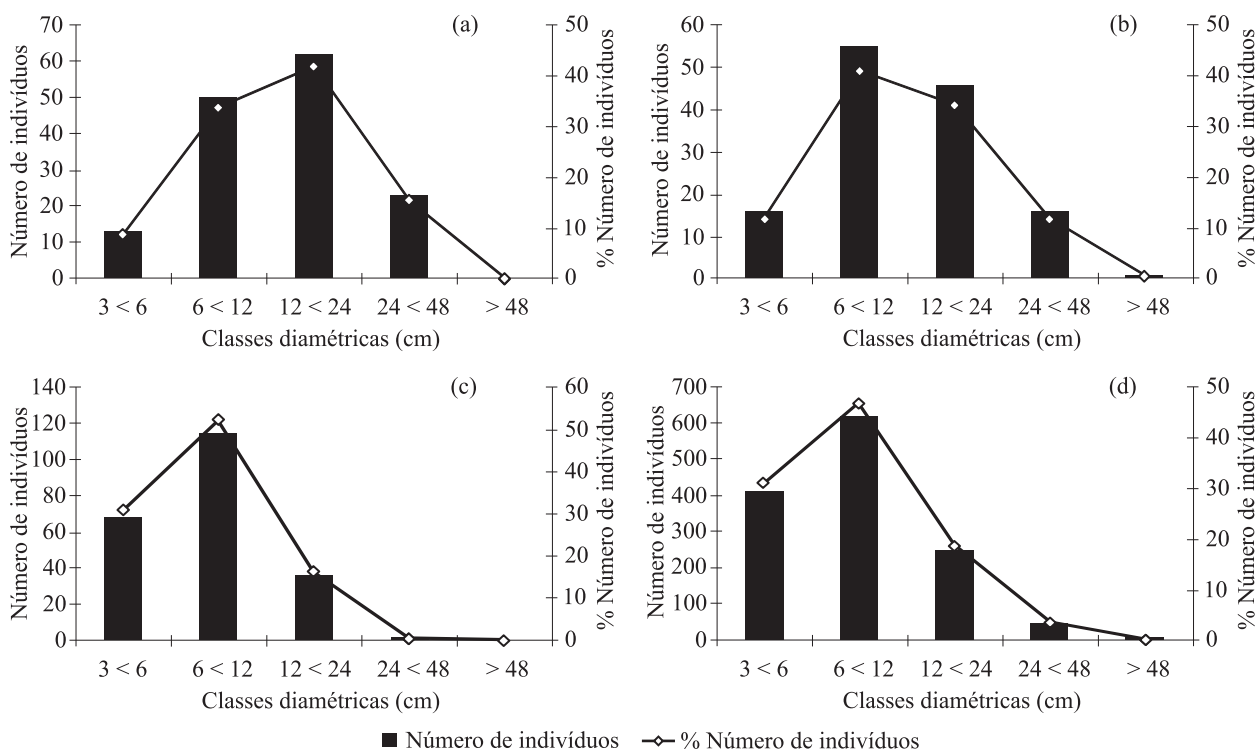 (a)
Número de indivíduos
70
60
50
40
30
20
10
0
% Número de indivíduos
50
40
30
20
10
0
3 < 6 6 < 12 12 < 24 24 < 48 > 48
Classes diamétricas (cm)
(b)
Número de indivíduos
60
50
40
30
20
10
0
% Número de indivíduos
50
40
30
20
10
0
3 < 6 6 < 12 12 < 24 24 < 48 > 48
Classes diamétricas (cm)
(c)
Número de indivíduos
140
120
100
80
60
40
20
0
% Número de indivíduos
60
50
40
30
20
10
0
3 < 6 6 < 12 12 < 24 24 < 48 > 48
Classes diamétricas (cm)
(d)
Número de indivíduos
700
600
500
400
300
200
100
0
% Número de indivíduos
50
40
30
20
10
0
3 < 6 6 < 12 12 < 24 24 < 48 > 48
Classes diamétricas (cm)
Número de indivíduos % Número de indivíduos